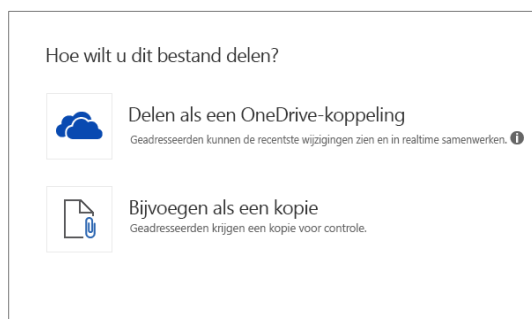 Hoe wilt u dit bestand delen?
Delen als een OneDrive-koppeling
Geadresseerden kunnen de recentste wijzigingen zien en in realtime samenwerken.
Bijvoegen als een kopie
Geadresseerden krijgen een kopie voor controle.